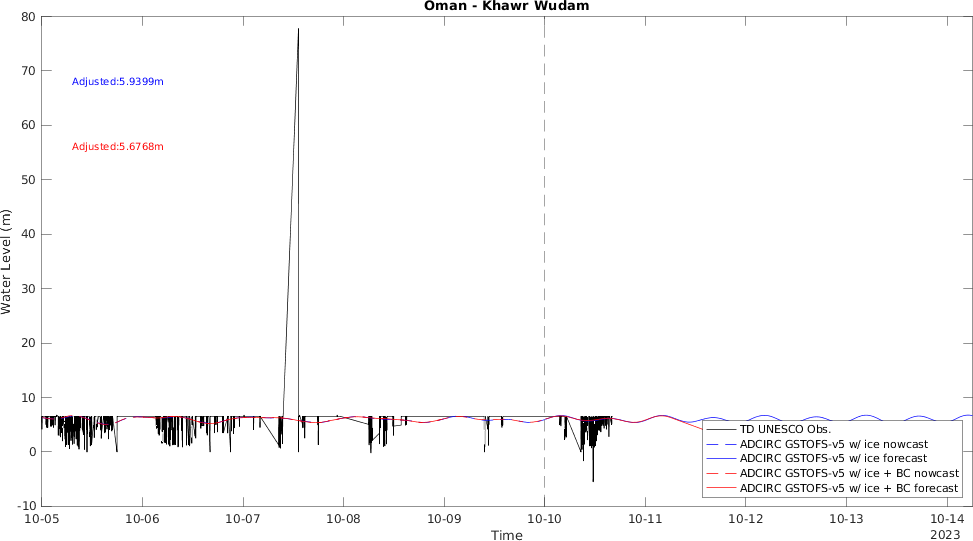 Oman - Khawr Wudam
80
70
60
50
40
30
20
10
0
-10
Water Level (m)
Adjusted:5.9399m
Adjusted:5.6768m
TD UNESCO Obs.
ADCIRC GSTOFS-v5 w/ ice nowcast
ADCIRC GSTOFS-v5 w/ ice forecast
ADCIRC GSTOFS-v5 w/ ice + BC nowcast
ADCIRC GSTOFS-v5 w/ ice + BC forecast
10-05 10-06 10-07 10-08 10-09 10-10 10-11 10-12 10-13 10-14
2023
Time